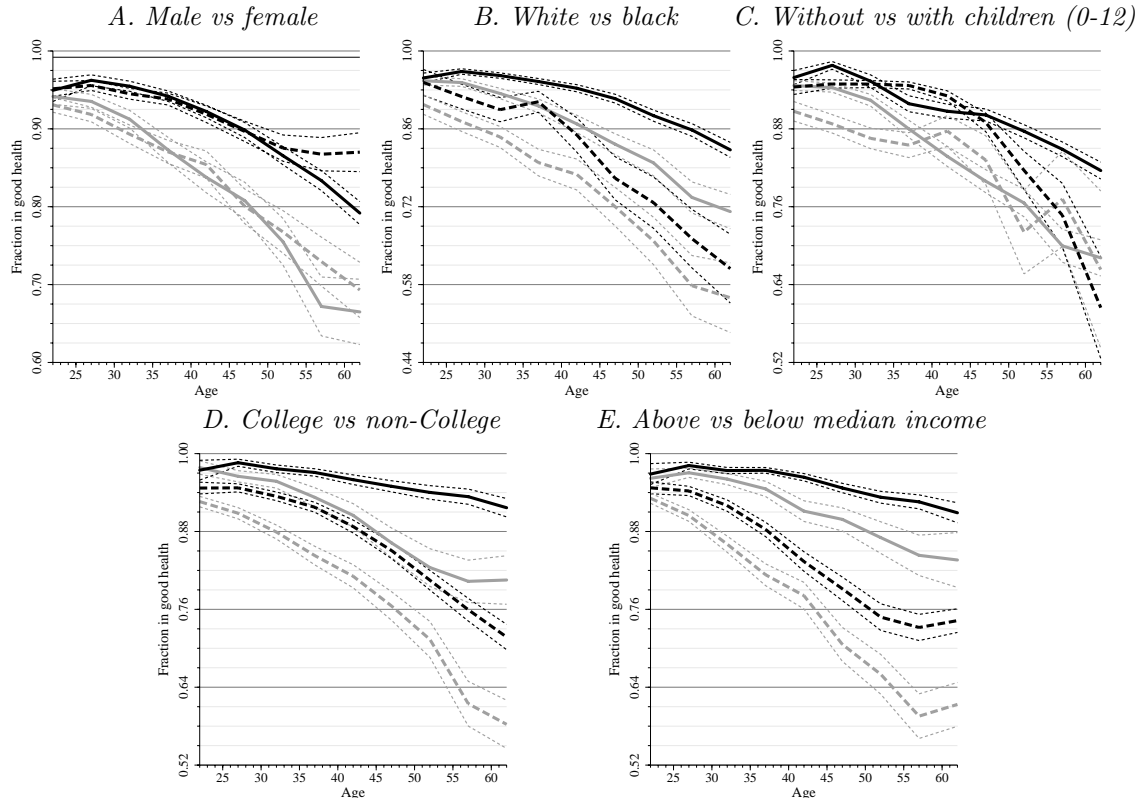 A. Male vs female
Fraction in good health
1.00
0.90
0.80
0.70
0.60
25 30 35 40 45 50 55 60
Age
B. White vs black
Fraction in good health
1.00
0.86
0.72
0.58
0.44
25 30 35 40 45 50 55 60
Age
C. Without vs with children (0-12)
Fraction in good health
1.00
0.88
0.76
0.64
0.52
25 30 35 40 45 50 55 60
Age
D. College vs non-College
Fraction in good health
1.00
0.88
0.76
0.64
0.52
25 30 35 40 45 50 55 60
Age
E. Above vs below median income
Fraction in good health
1.00
0.88
0.76
0.64
0.52
25 30 35 40 45 50 55 60
Age